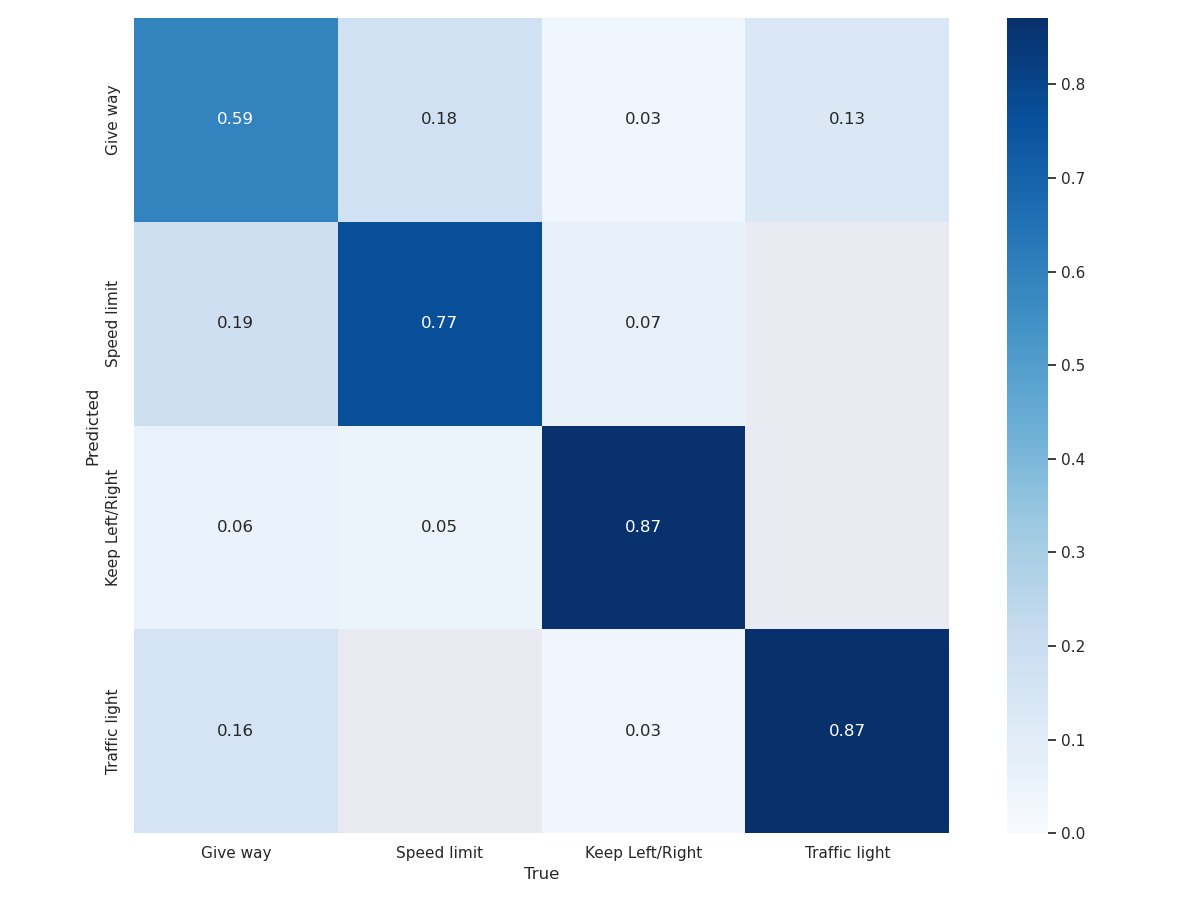 Give way
0.59 0.18 0.03 0.13
Speed limit
0.19 0.77 0.07
Predicted
Keep Left/Right
0.06 0.05 0.87
Traffic light
0.16 0.03 0.87
Give way Speed limit Keep Left/Right Traffic light
True
0.8
0.7
0.6
0.5
0.4
0.3
0.2
0.1
0.0